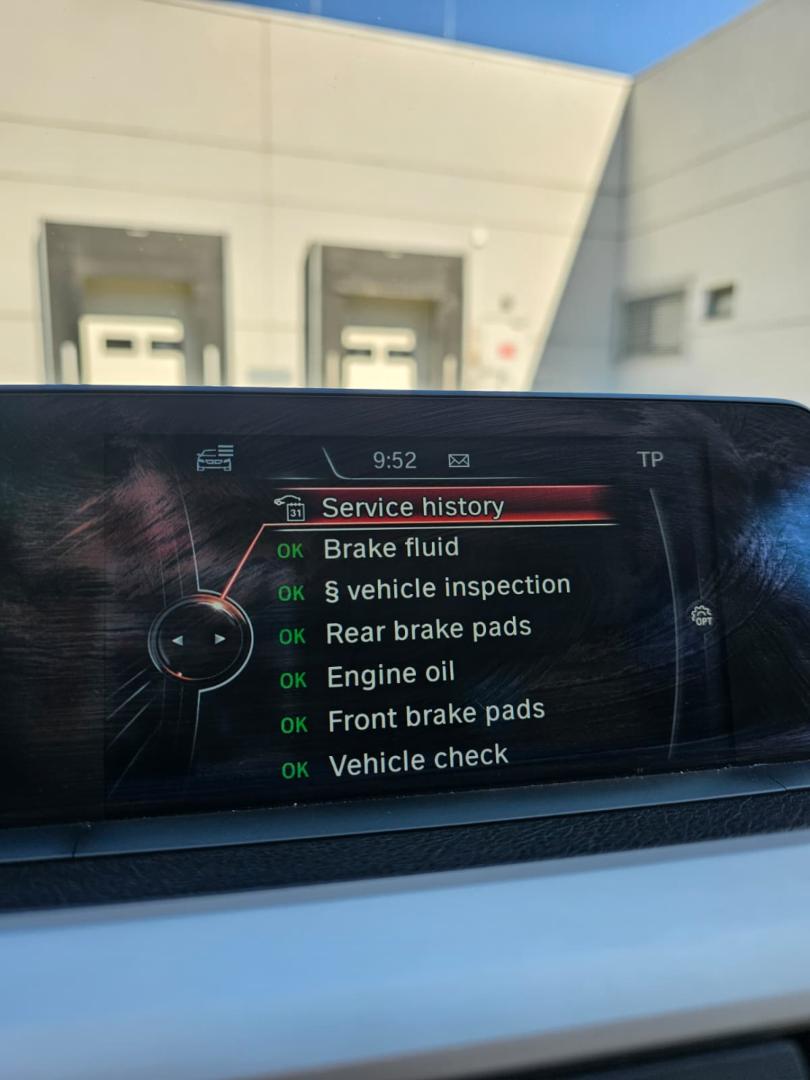 9:52
TP
31
Service history
OK Brake fluid
OK § vehicle inspection
OK Rear brake pads
OPT
OK Engine oil
OK Front brake pads
OK Vehicle check